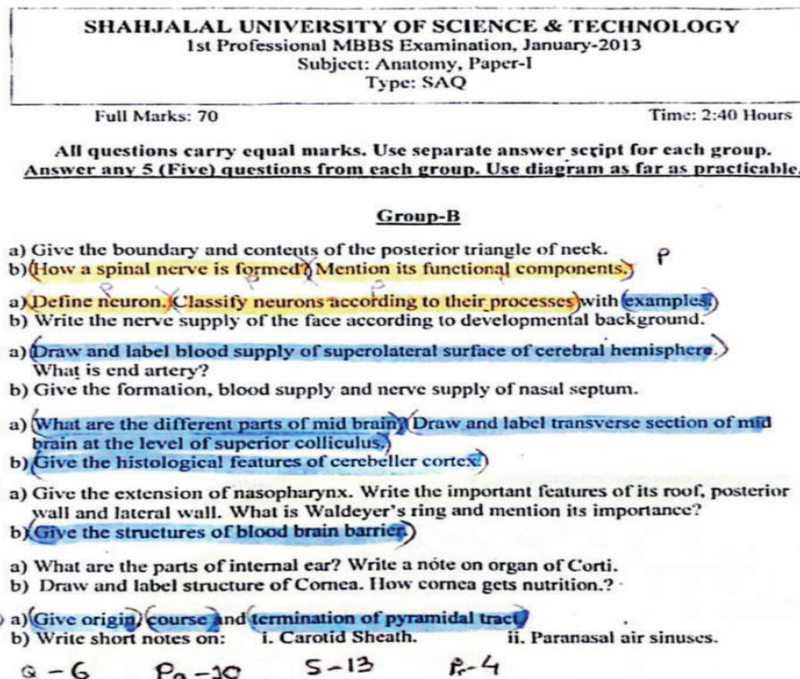 SHAHJALAL UNIVERSITY OF SCIENCE & TECHNOLOGY
1st Professional MBBS Examination, January-2013
Subject: Anatomy, Paper-I
Type: SAQ
Full Marks: 70 Time: 2:40 Hours
All questions carry equal marks. Use separate answer script for each group.
Answer any 5 (Five) questions from each group. Use diagram as far as practicable.
Group-B
a) Give the boundary and contents of the posterior triangle of neck.
b) (How a spinal nerve is formed?) (Mention its functional components.) P
P P P
a) (Define neuron.) (Classify neurons according to their processes) with (examples.)
b) Write the nerve supply of the face according to developmental background.
a) (Draw and label blood supply of superolateral surface of cerebral hemisphere.)
What is end artery?
b) Give the formation, blood supply and nerve supply of nasal septum.
a) (What are the different parts of mid brain?) (Draw and label transverse section of mid
brain at the level of superior colliculus.)
b) (Give the histological features of cerebeller cortex.)
a) Give the extension of nasopharynx. Write the important features of its roof, posterior
wall and lateral wall. What is Waldeyer's ring and mention its importance?
b) (Give the structures of blood brain barrier.)
a) What are the parts of internal ear? Write a note on organ of Corti.
b) Draw and label structure of Cornea. How cornea gets nutrition.?
a) (Give origin, (course) and (termination of pyramidal tract)
b) Write short notes on: i. Carotid Sheath. ii. Paranasal air sinuses.
Q-6 Pa-10 S-13 P-4